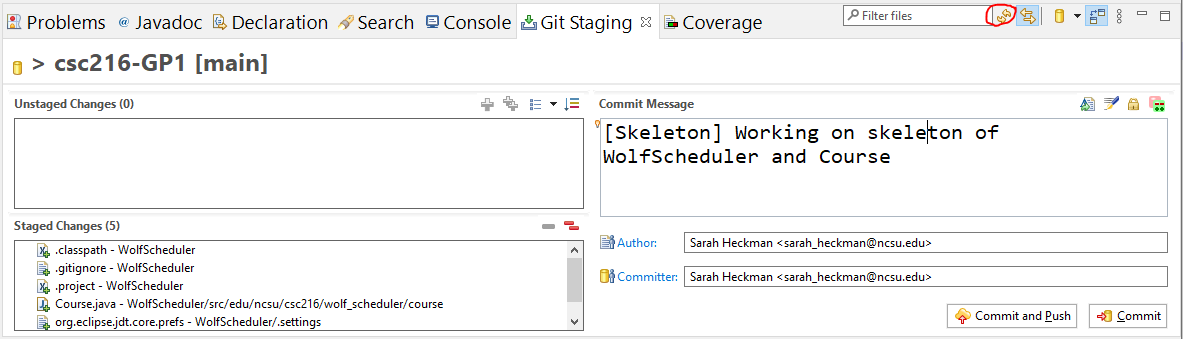 Problems @ Javadoc Declaration Search Console Git Staging Coverage
Filter files
> csc216-GP1 [main]
Unstaged Changes (0)
Commit Message
[Skeleton] Working on skeleton of
WolfScheduler and Course
Staged Changes (5)
.classpath - WolfScheduler
.gitignore - WolfScheduler
.project - WolfScheduler
Course.java - WolfScheduler/src/edu/ncsu/csc216/wolf_scheduler/course
org.eclipse.jdt.core.prefs - WolfScheduler/.settings
Author: Sarah Heckman <sarah_heckman@ncsu.edu>
Committer: Sarah Heckman <sarah_heckman@ncsu.edu>
Commit and Push
Commit